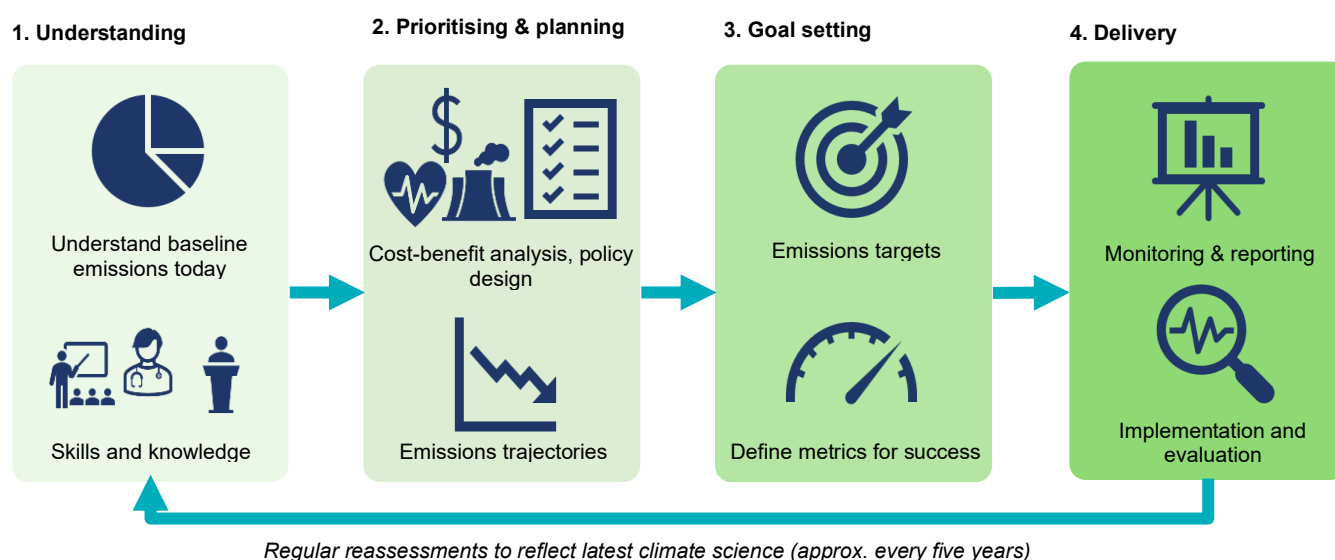 1. Understanding
2. Prioritising & planning
3. Goal setting
4. Delivery
Understand baseline
emissions today
Skills and knowledge
$
Cost-benefit analysis, policy
design
Emissions trajectories
Emissions targets
Define metrics for success
Monitoring & reporting
Implementation and
evaluation
Regular reassessments to reflect latest climate science (approx. every five years)